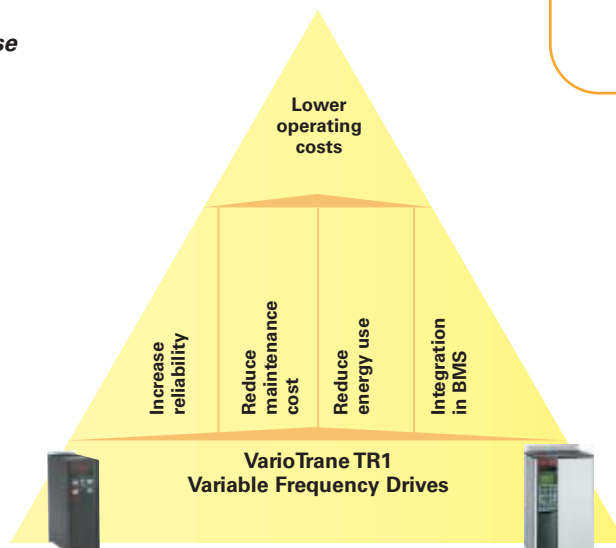 se
Lower
operating
costs
Increase
reliability
Reduce
maintenance
cost
Reduce
energy use
Integration
in BMS
VarioTrane TR1
Variable Frequency Drives